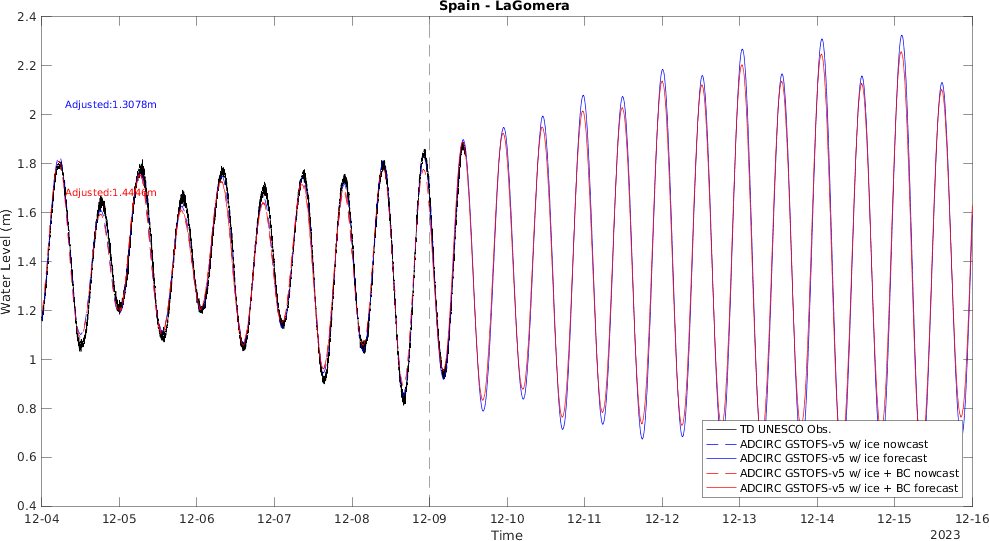 Spain - LaGomera
2.4
2.2
2
1.8
1.6
1.4
1.2
1
0.8
0.6
0.4
Water Level (m)
Adjusted:1.3078m
Adjusted:1.4446m
TD UNESCO Obs.
ADCIRC GSTOFS-v5 w/ ice nowcast
ADCIRC GSTOFS-v5 w/ ice forecast
ADCIRC GSTOFS-v5 w/ ice + BC nowcast
ADCIRC GSTOFS-v5 w/ ice + BC forecast
12-04 12-05 12-06 12-07 12-08 12-09 12-10 12-11 12-12 12-13 12-14 12-15 12-16
Time
2023